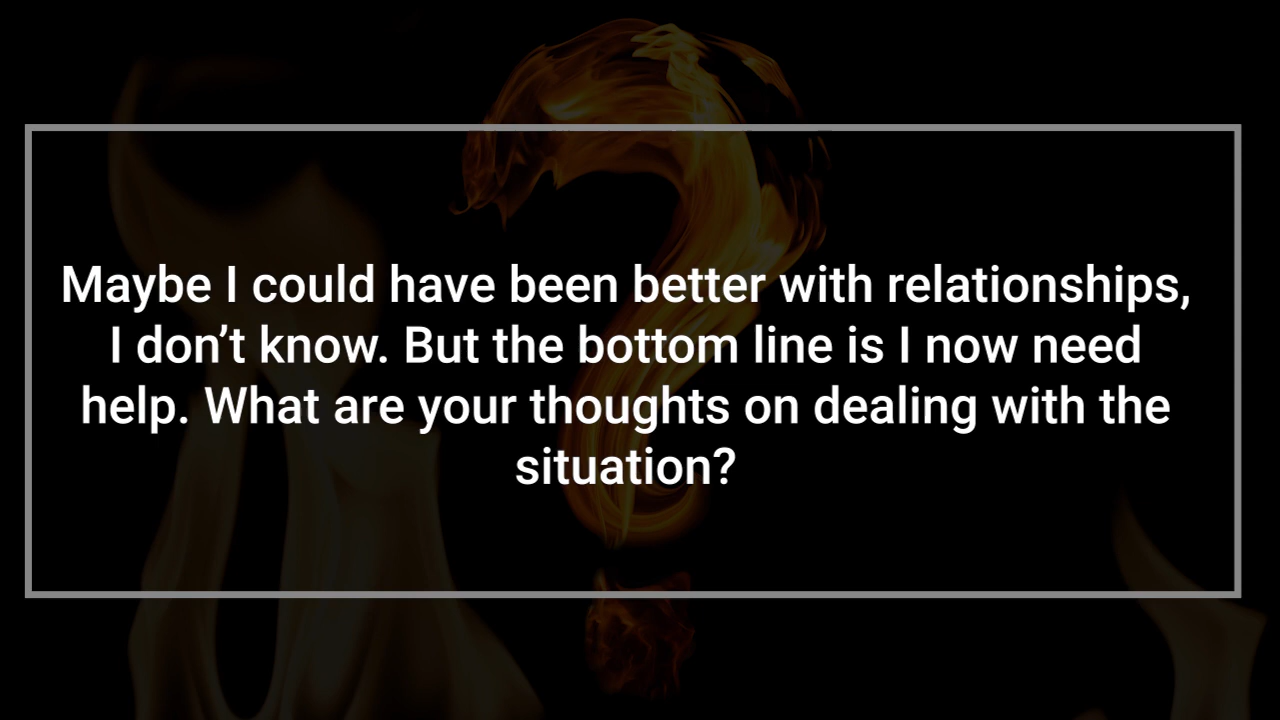 Maybe I could have been better with relationships,
I don’t know. But the bottom line is I now need
help. What are your thoughts on dealing with the
situation?